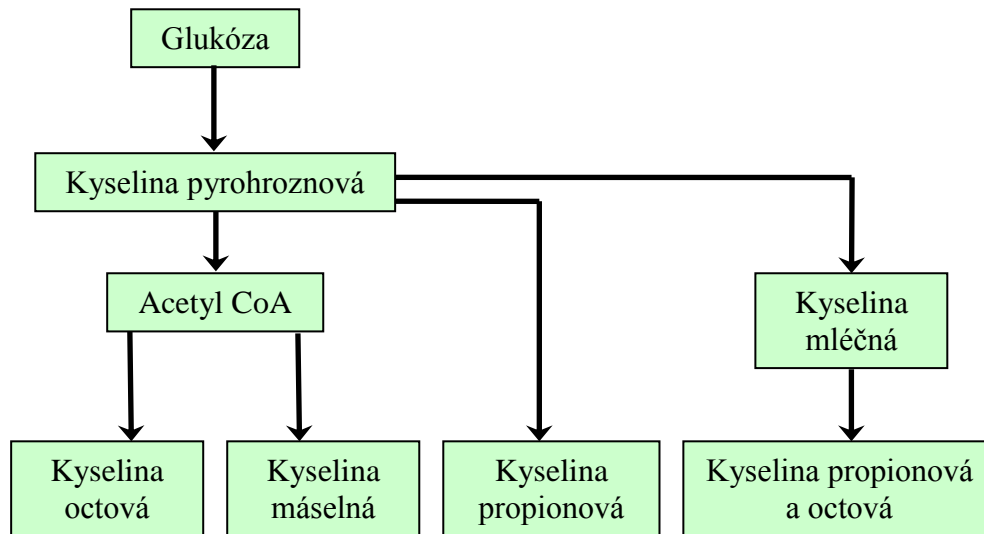 Glukóza
Kyselina pyrohroznová
Acetyl CoA
Kyselina
mléčná
Kyselina
octová
Kyselina
máselná
Kyselina
propionová
Kyselina propionová
a octová